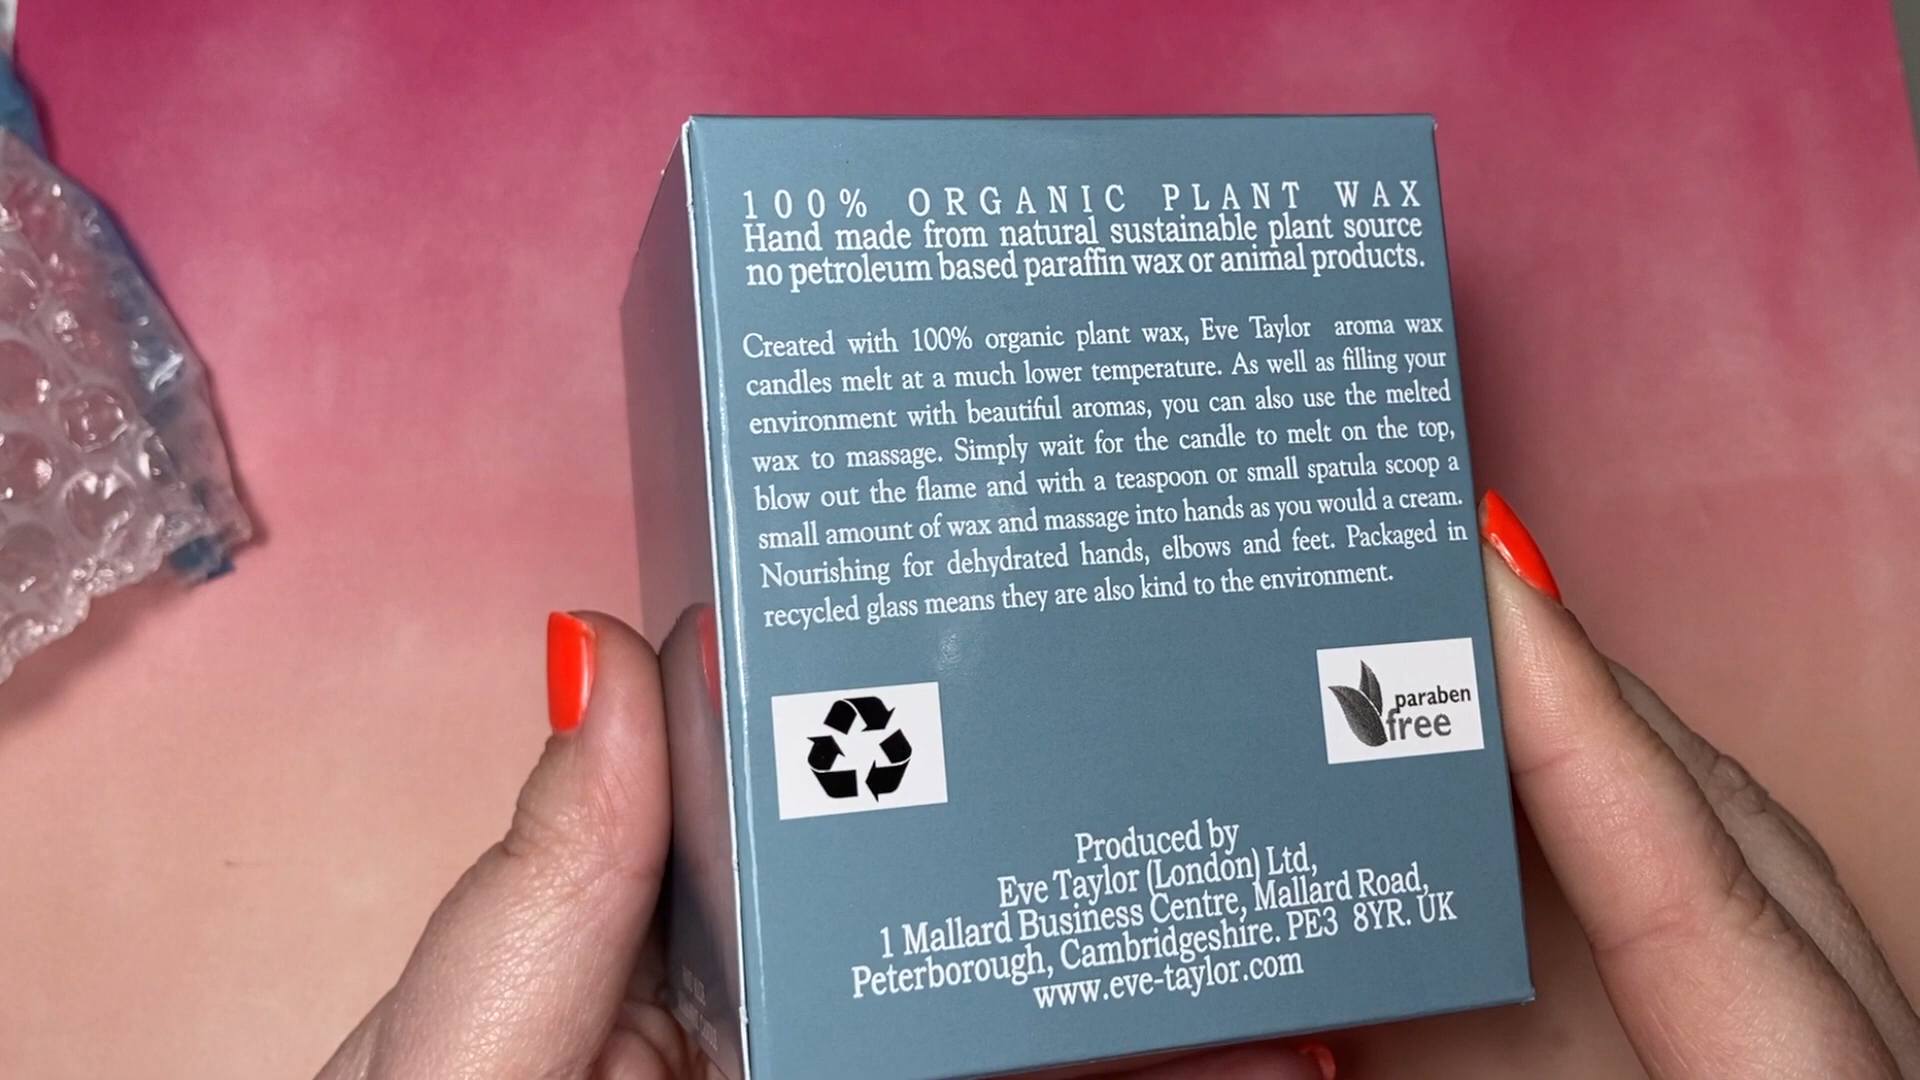 100% ORGANIC PLANT WAX
Hand made from natural sustainable plant source
no petroleum based paraffin wax or animal products.
Created with 100% organic plant wax, Eve Taylor aroma wax
candles melt at a much lower temperature. As well as filling your
environment with beautiful aromas, you can also use the melted
wax to massage. Simply wait for the candle to melt on the top,
blow out the flame and with a teaspoon or small spatula scoop a
small amount of wax and massage into hands as you would a cream.
Nourishing for dehydrated hands, elbows and feet. Packaged in
recycled glass means they are also kind to the environment.
paraben
free
Produced by
Eve Taylor (London) Ltd,
1 Mallard Business Centre, Mallard Road,
Peterborough, Cambridgeshire. PE3 8YR. UK
www.eve-taylor.com